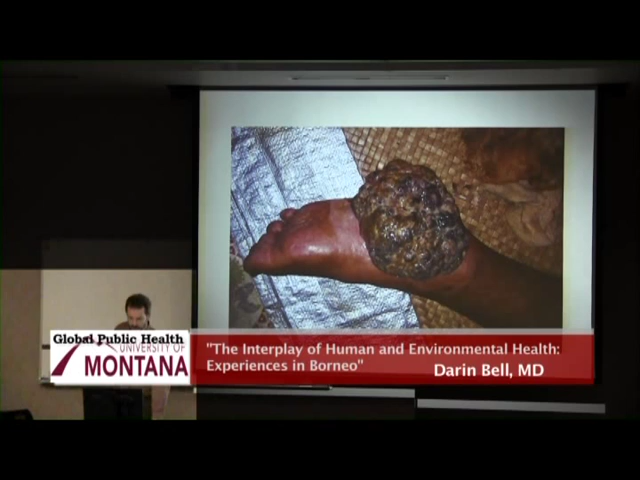 Global Public Health
UNIVERSITY OF
MONTANA
"The Interplay of Human and Environmental Health:
Experiences in Borneo"
Darin Bell, MD